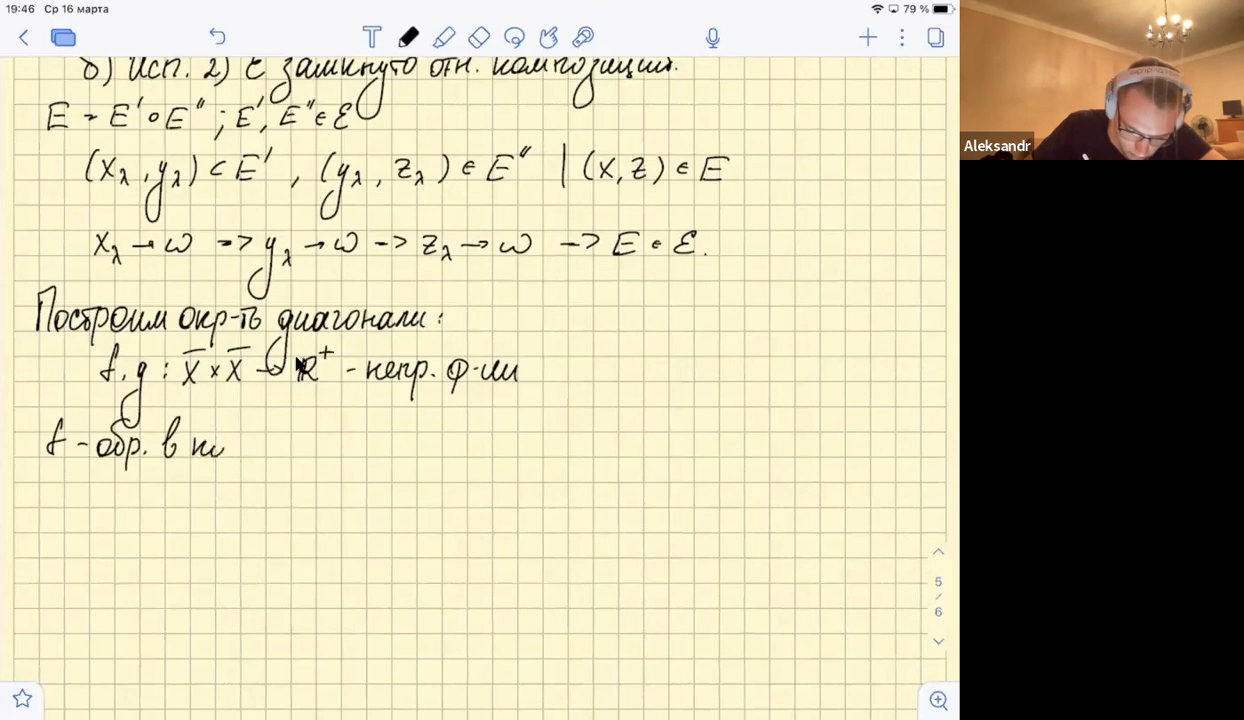 19:46 Ср 16 марта
79 %
б) Исп. 2) ℰ замкнуто отн. композиции.
E = E' ∘ E'' ; E', E'' ∈ ℰ
(x_λ, y_λ) ⊂ E' , (y_λ, z_λ) ∈ E'' | (x, z) ∈ E
x_λ → ω => y_λ → ω => z_λ → ω => E ∈ ℰ.
Построим окр-ть диагонали:
f, g : X̄ × X̄ → R⁺ - непр. ф-ии
f - обр. в
5
/
6
Aleksandr